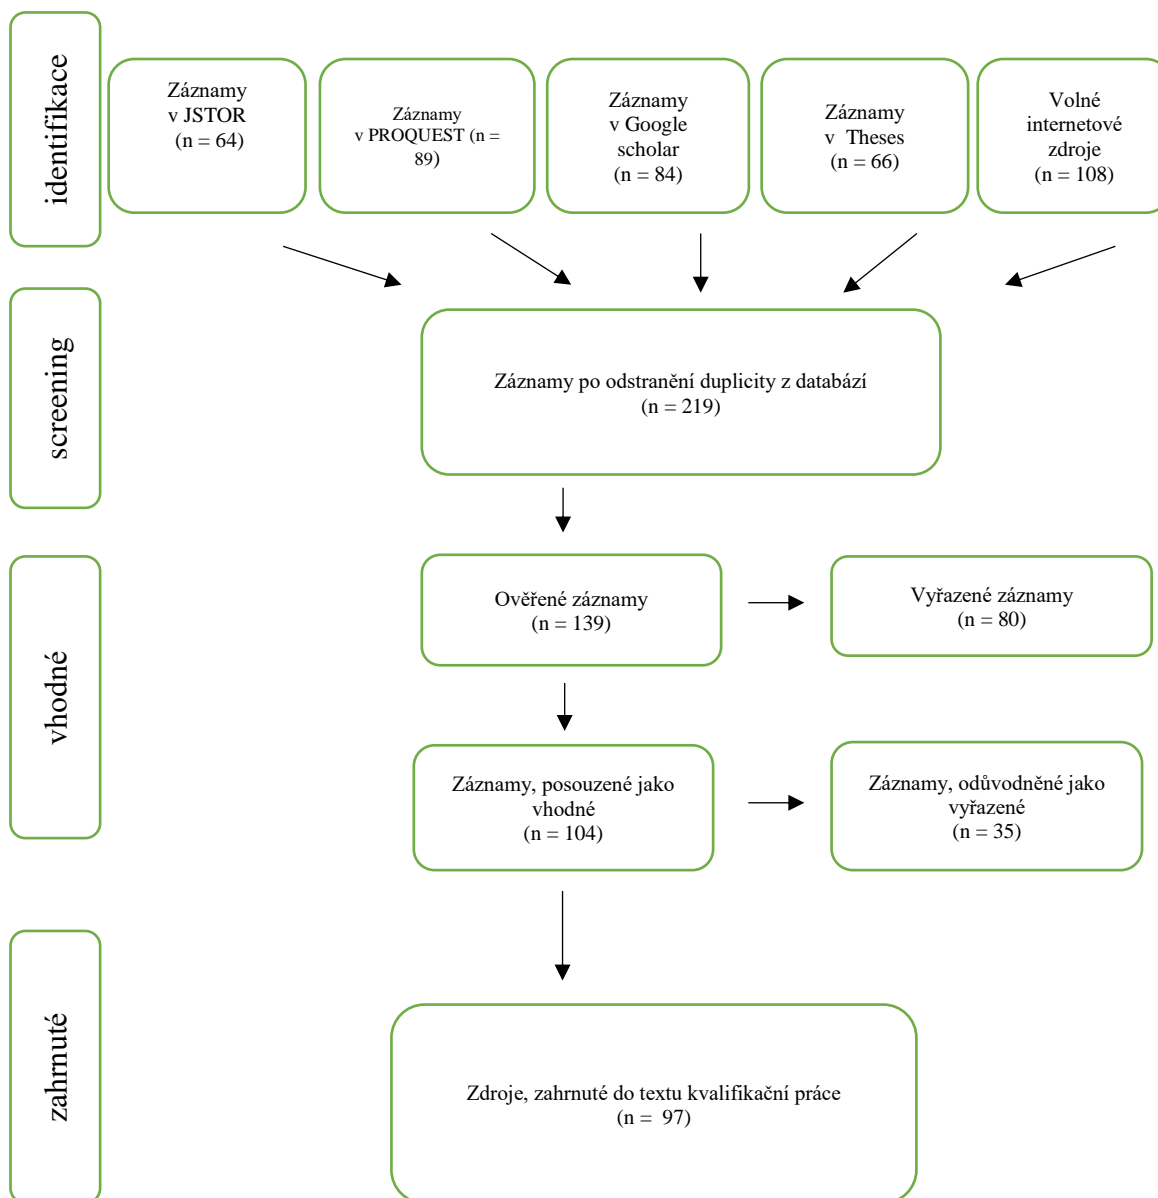 identifikace
Záznamy
v JSTOR
(n = 64)
Záznamy
v PROQUEST (n =
89)
Záznamy
v Google
scholar
(n = 84)
Záznamy
v Theses
(n = 66)
Volné
internetové
zdroje
(n = 108)
screening
Záznamy po odstranění duplicity z databází
(n = 219)
vhodné
Ověřené záznamy
(n = 139)
Vyřazené záznamy
(n = 80)
Záznamy, posouzené jako
vhodné
(n = 104)
Záznamy, odůvodněné jako
vyřazené
(n = 35)
zahrnuté
Zdroje, zahrnuté do textu kvalifikační práce
(n = 97)